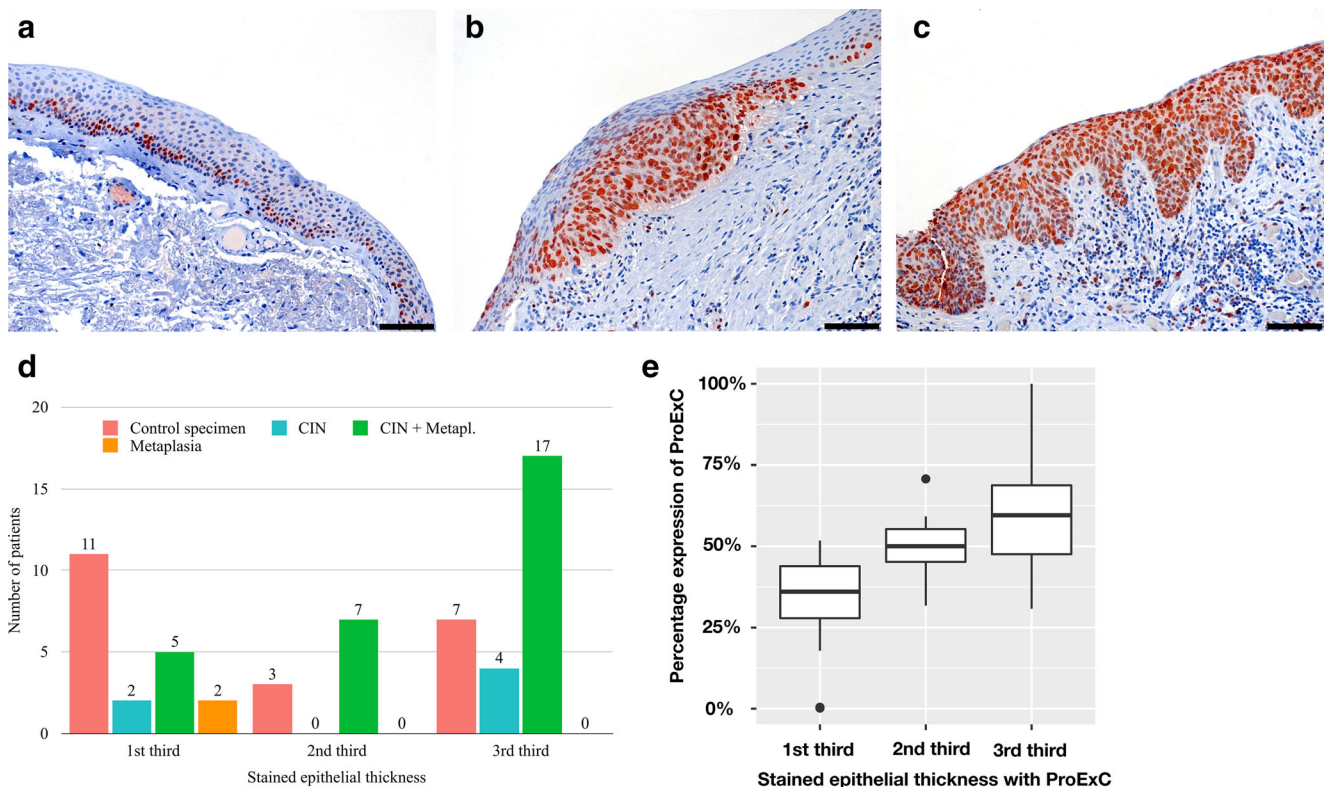 a
b
c
d
20
15
10
5
0
Number of patients
Control specimen
CIN
CIN + Metapl.
Metaplasia
11
2
5
2
3
0
7
0
7
4
17
0
1st third
2nd third
3rd third
Stained epithelial thickness
e
100%
75%
50%
25%
0%
Percentage expression of ProExC
1st third
2nd third
3rd third
Stained epithelial thickness with ProExC